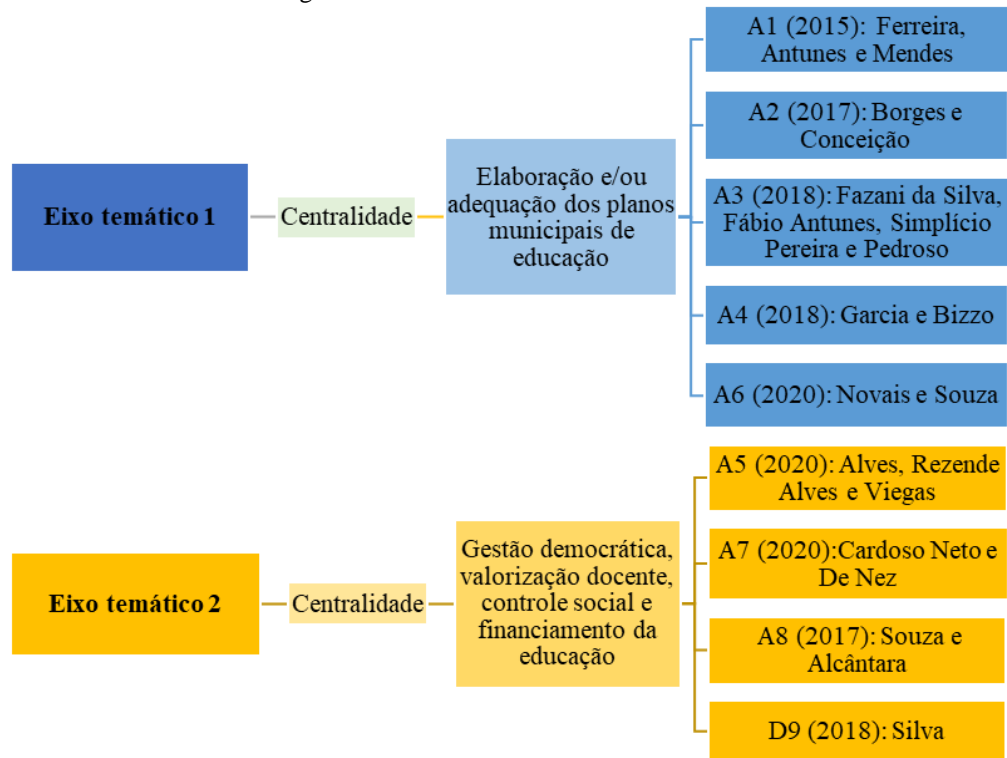 Eixo temático 1
Centralidade
Elaboração e/ou
adequação dos planos
municipais de
educação
A1 (2015): Ferreira,
Antunes e Mendes
A2 (2017): Borges e
Conceição
A3 (2018): Fazani da Silva,
Fábio Antunes, Simplício
Pereira e Pedroso
A4 (2018): Garcia e Bizzo
A6 (2020): Novais e Souza
Eixo temático 2
Centralidade
Gestão democrática,
valorização docente,
controle social e
financiamento da
educação
A5 (2020): Alves, Rezende
Alves e Viegas
A7 (2020):Cardoso Neto e
De Nez
A8 (2017): Souza e
Alcântara
D9 (2018): Silva